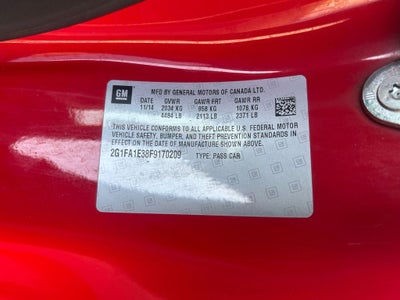 GM
MFD BY GENERAL MOTORS OF CANADA LTD.
DATE GVWR GAWR FRT GAWR RR
11/14 2034 KG 958 KG 1076 KG
4484 LB 2113 LB 2371 LB
THIS VEHICLE CONFORMS TO ALL APPLICABLE U.S. FEDERAL MOTOR
VEHICLE SAFETY, BUMPER, AND THEFT PREVENTION STANDARDS IN
EFFECT ON THE DATE OF MANUFACTURE SHOWN ABOVE.
2G1FA1E38F9170209 TYPE: PASS CAR